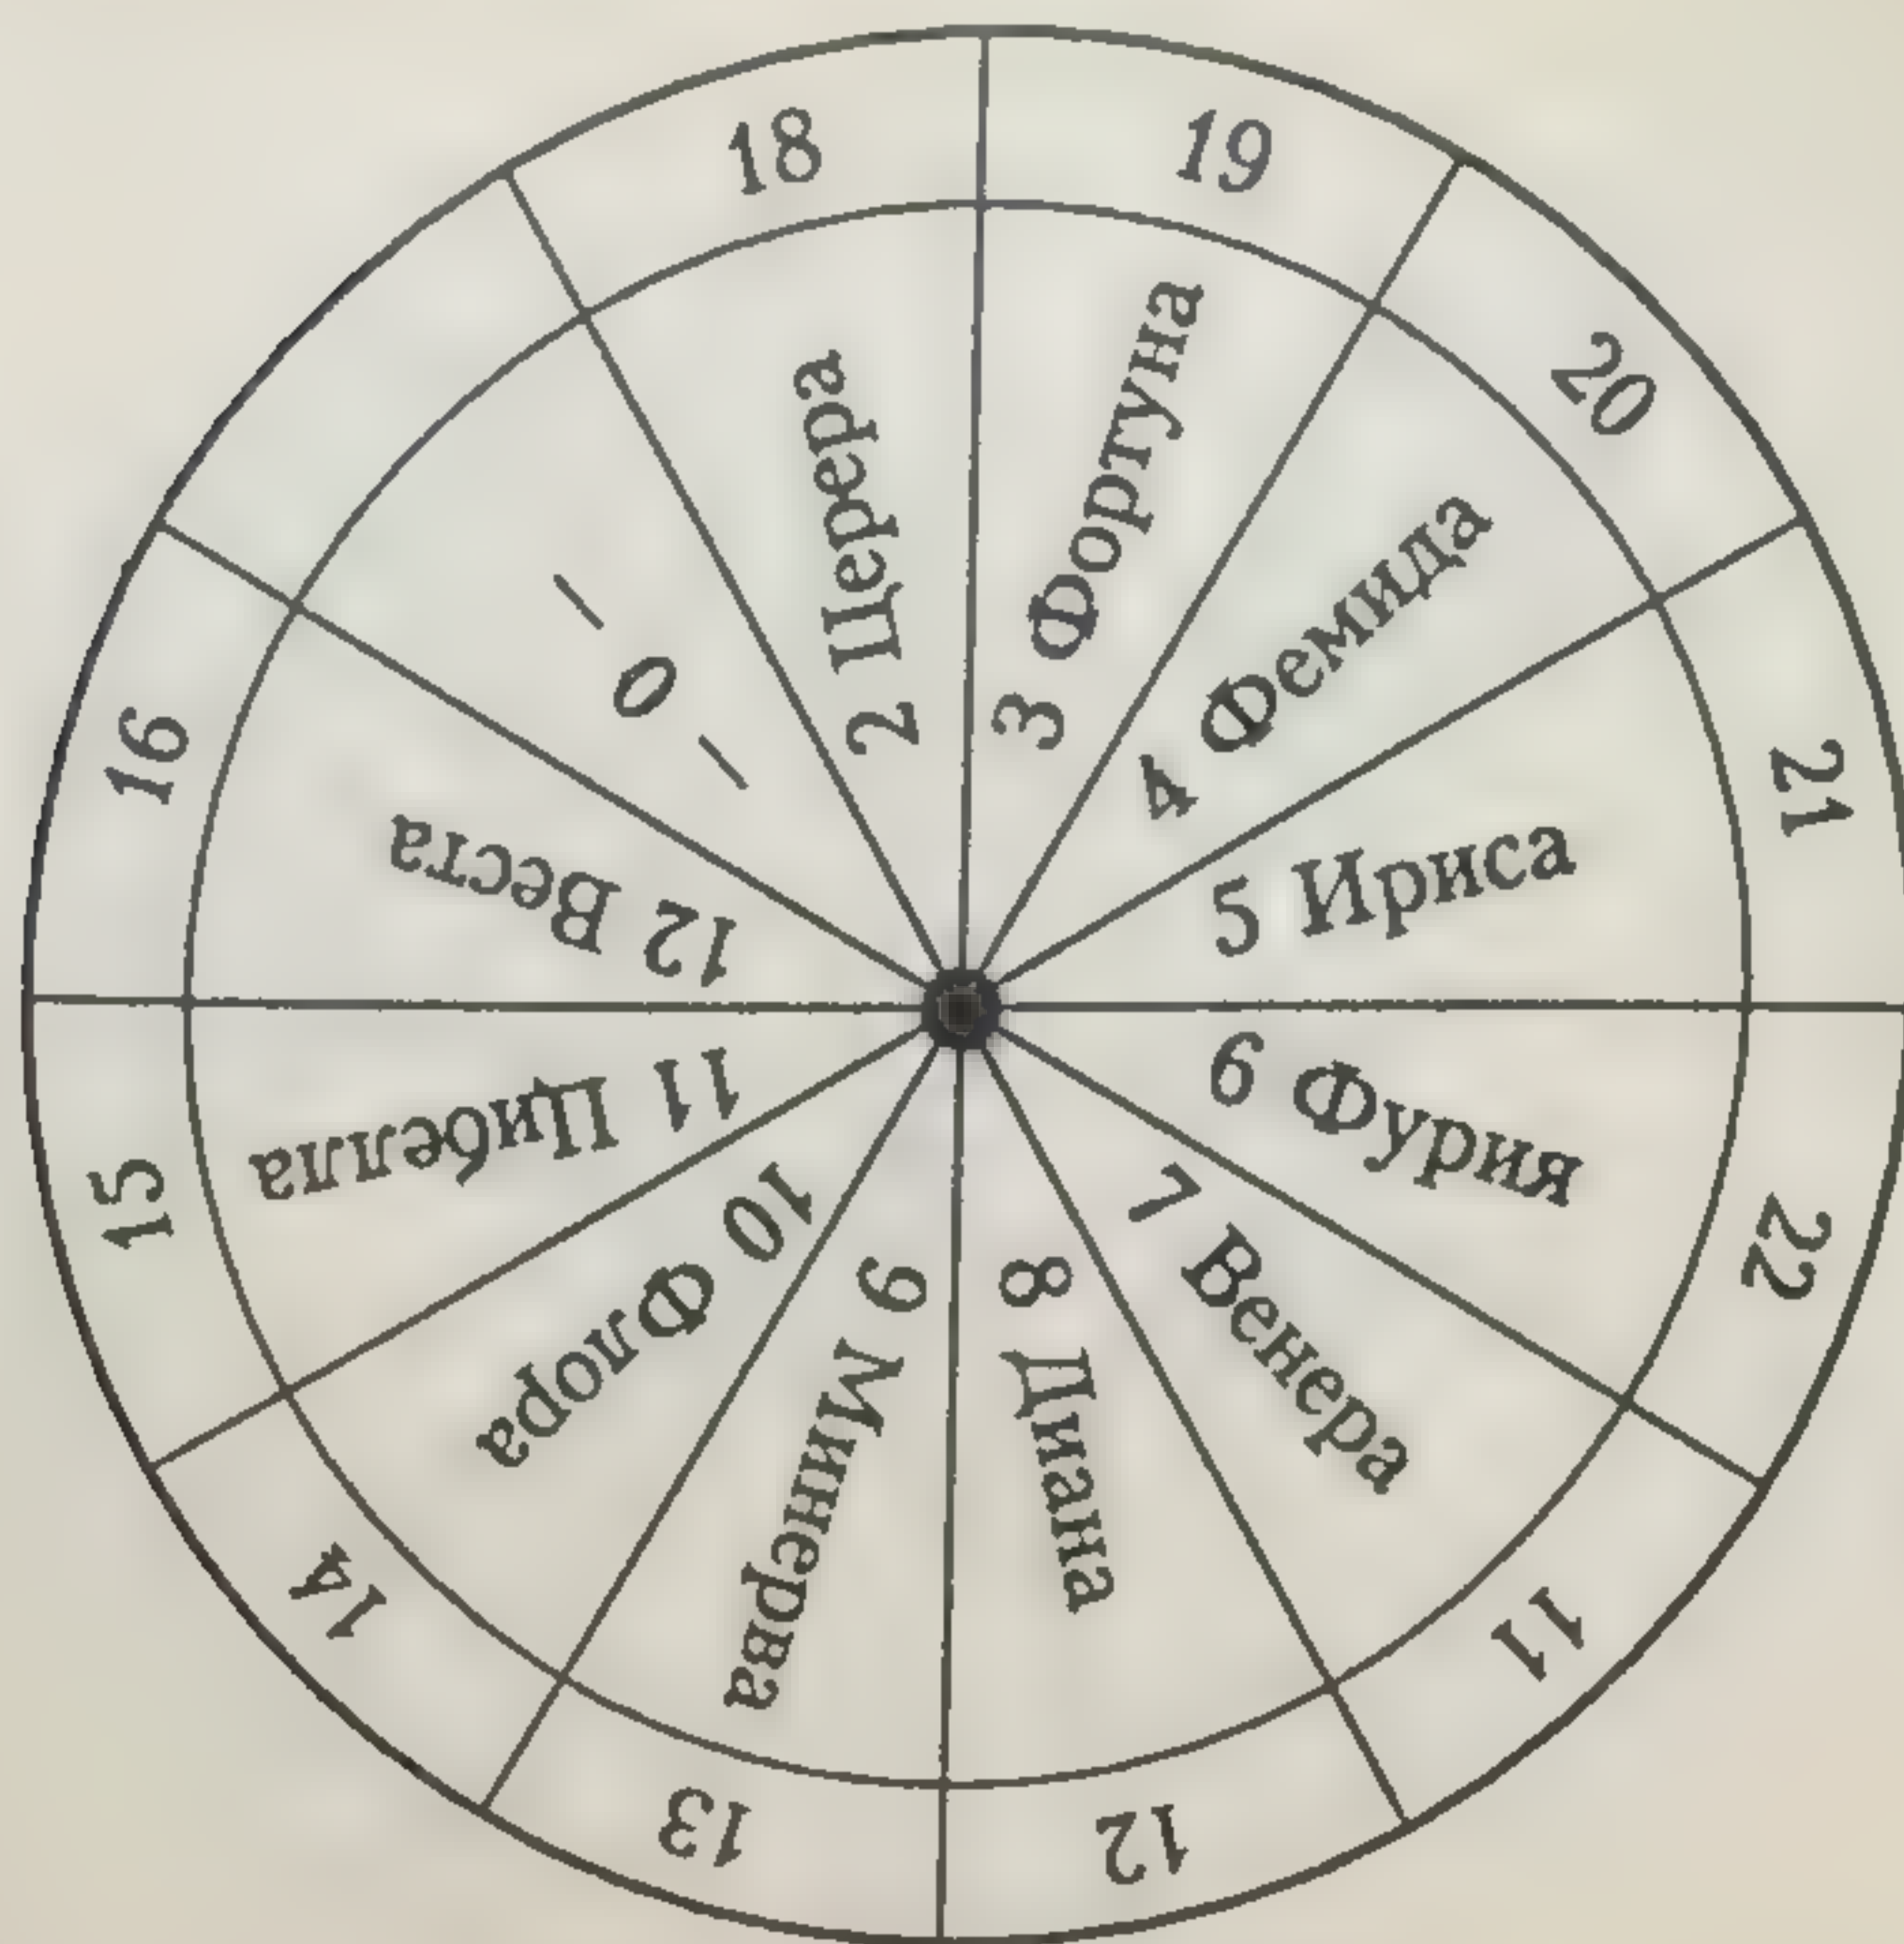 18
19
20
21
22
11
12
13
14
15
16
— 0 —
2 Церера
3 Фортуна
4 Фемида
5 Ириса
6 Фурия
7 Венера
8 Диана
9 Минерва
10 Флора
11 Цибелла
12 Веста